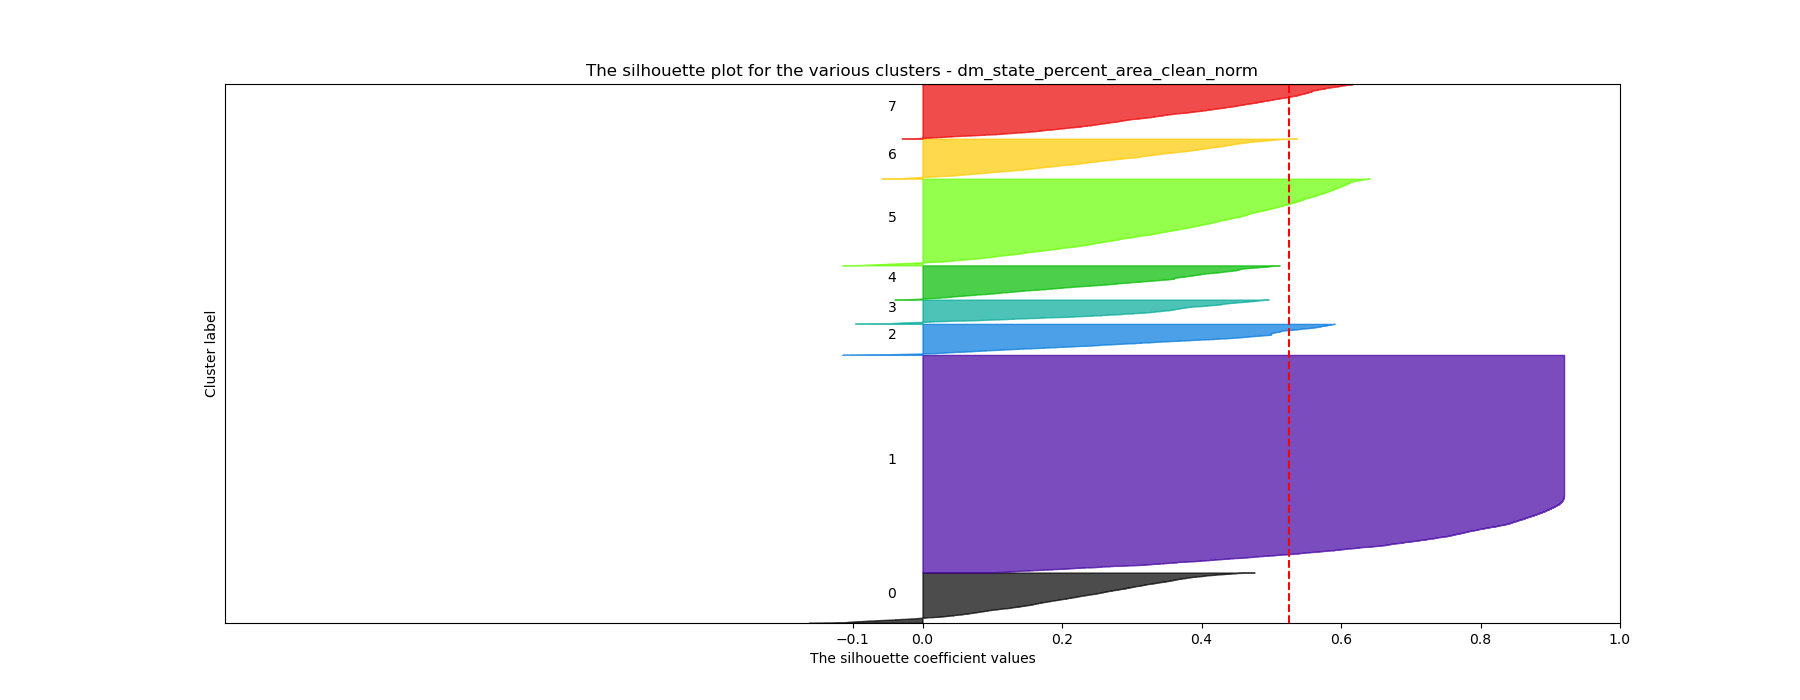 The silhouette plot for the various clusters - dm_state_percent_area_clean_norm
7
6
5
4
3
2
1
0
Cluster label
−0.1 0.0 0.2 0.4 0.6 0.8 1.0
The silhouette coefficient values